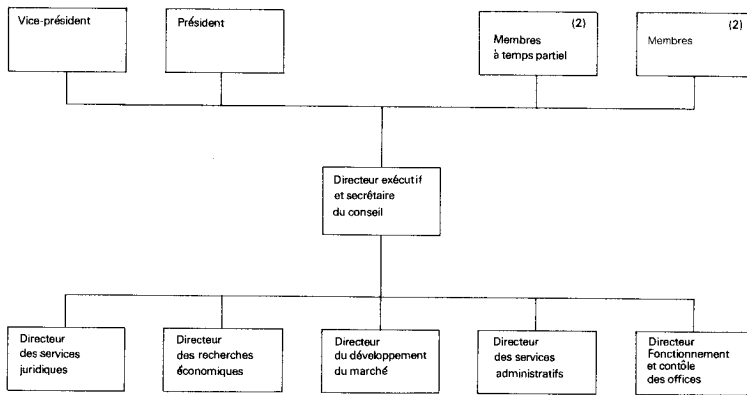 Vice-président
Président
(2)
Membres
à temps partiel
(2)
Membres
Directeur exécutif
et secrétaire
du conseil
Directeur
des services
juridiques
Directeur
des recherches
économiques
Directeur
du développement
du marché
Directeur
des services
administratifs
Directeur
Fonctionnement
et contôle
des offices